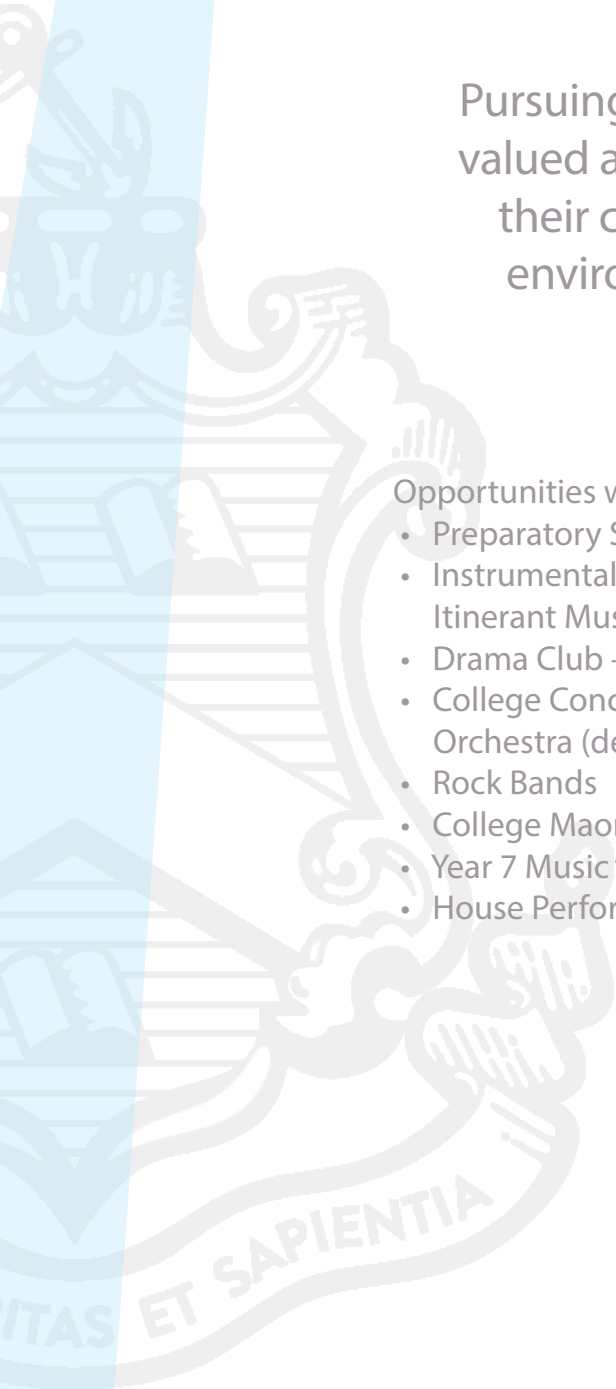 Pursuing
valued a
their c
enviro
Opportunities w
• Preparatory S
• Instrumental
Itinerant Mus
• Drama Club -
• College Conc
Orchestra (de
• Rock Bands
• College Maor
• Year 7 Music
• House Perfor
ITAS ET SAPIENTIA